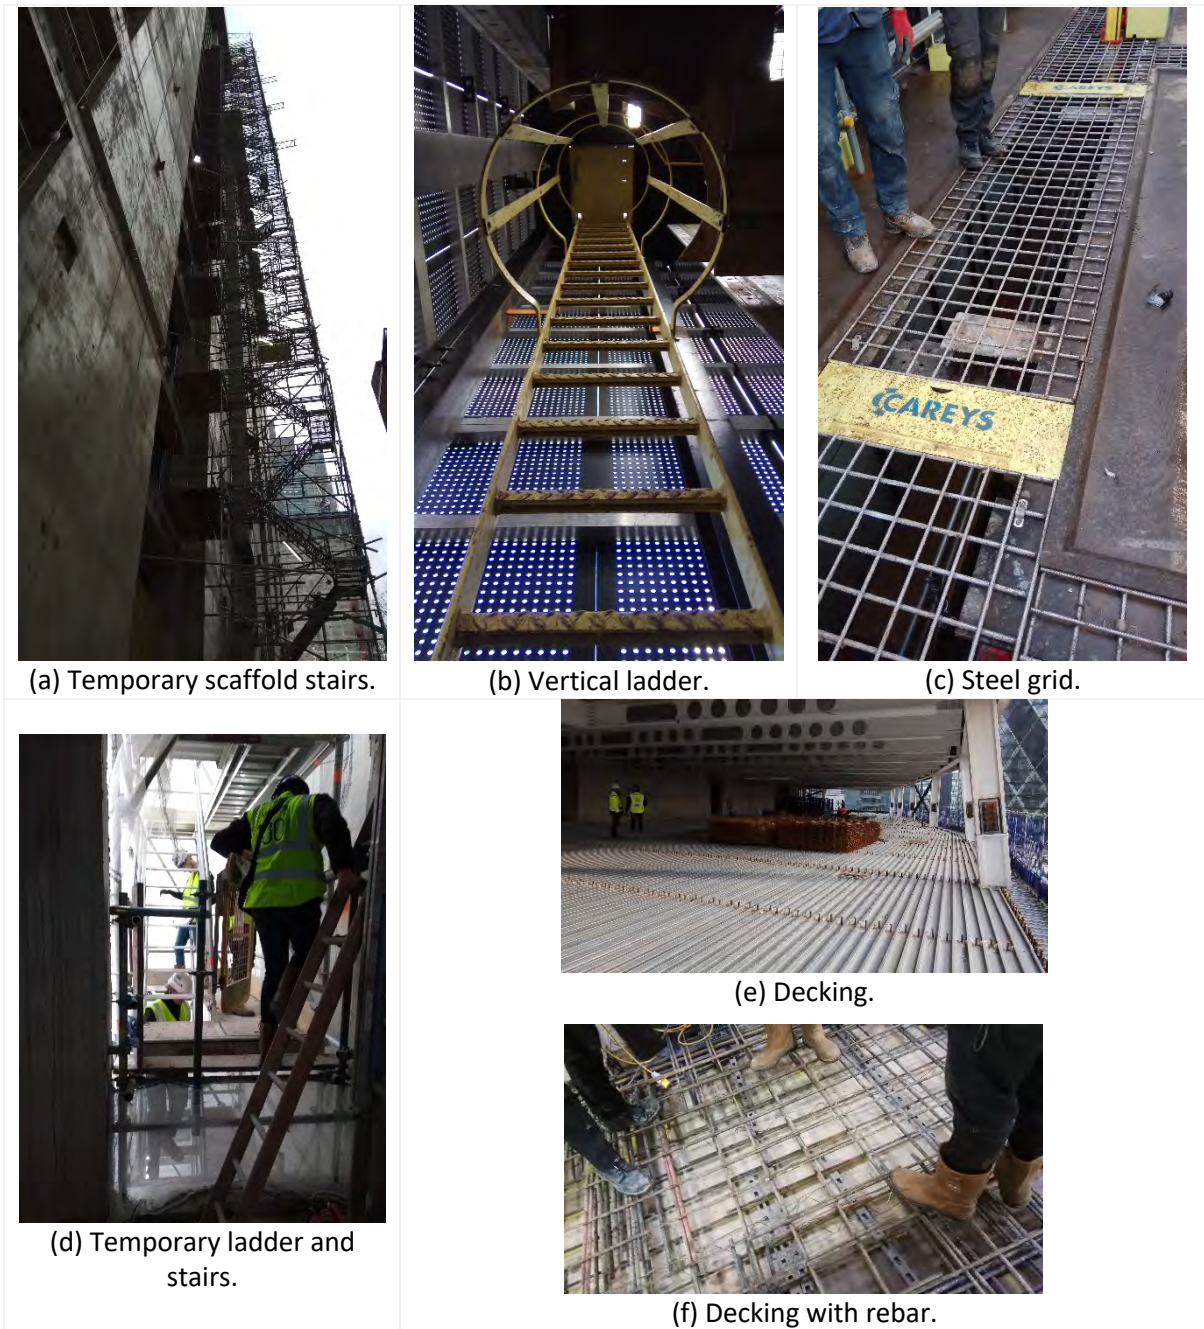 CAREYS
CAREYS
(a) Temporary scaffold stairs.
(b) Vertical ladder.
(c) Steel grid.
(d) Temporary ladder and
stairs.
(e) Decking.
(f) Decking with rebar.